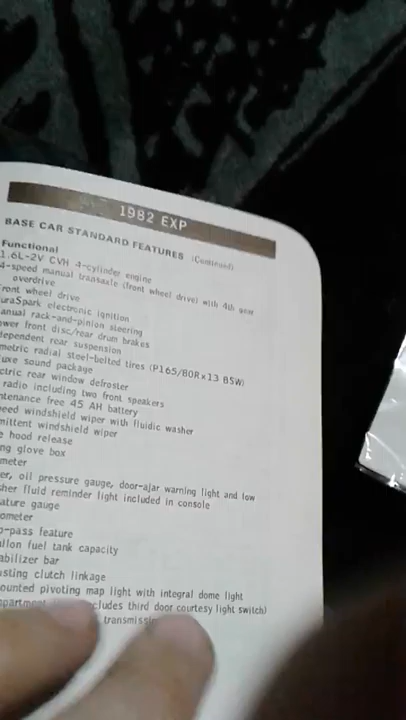 1982 EXP
BASE CAR STANDARD FEATURES (Continued)
Functional
1.6L-2V CVH 4-cylinder engine
4-speed manual transaxle (front wheel drive) with 4th gear
overdrive
ront wheel drive
uraSpark electronic ignition
anual rack-and-pinion steering
ower front disc/rear drum brakes
dependent rear suspension
metric radial steel-belted tires (P165/80Rx13 BSW)
luxe sound package
ctric rear window defroster
radio including two front speakers
ntenance free 45 AH battery
eed windshield wiper with fluidic washer
mittent windshield wiper
e hood release
ng glove box
meter
er, oil pressure gauge, door-ajar warning light and low
sher fluid reminder light included in console
ature gauge
ometer
o-pass feature
allon fuel tank capacity
abilizer bar
usting clutch linkage
ounted pivoting map light with integral dome light
cludes third door courtesy light switch)